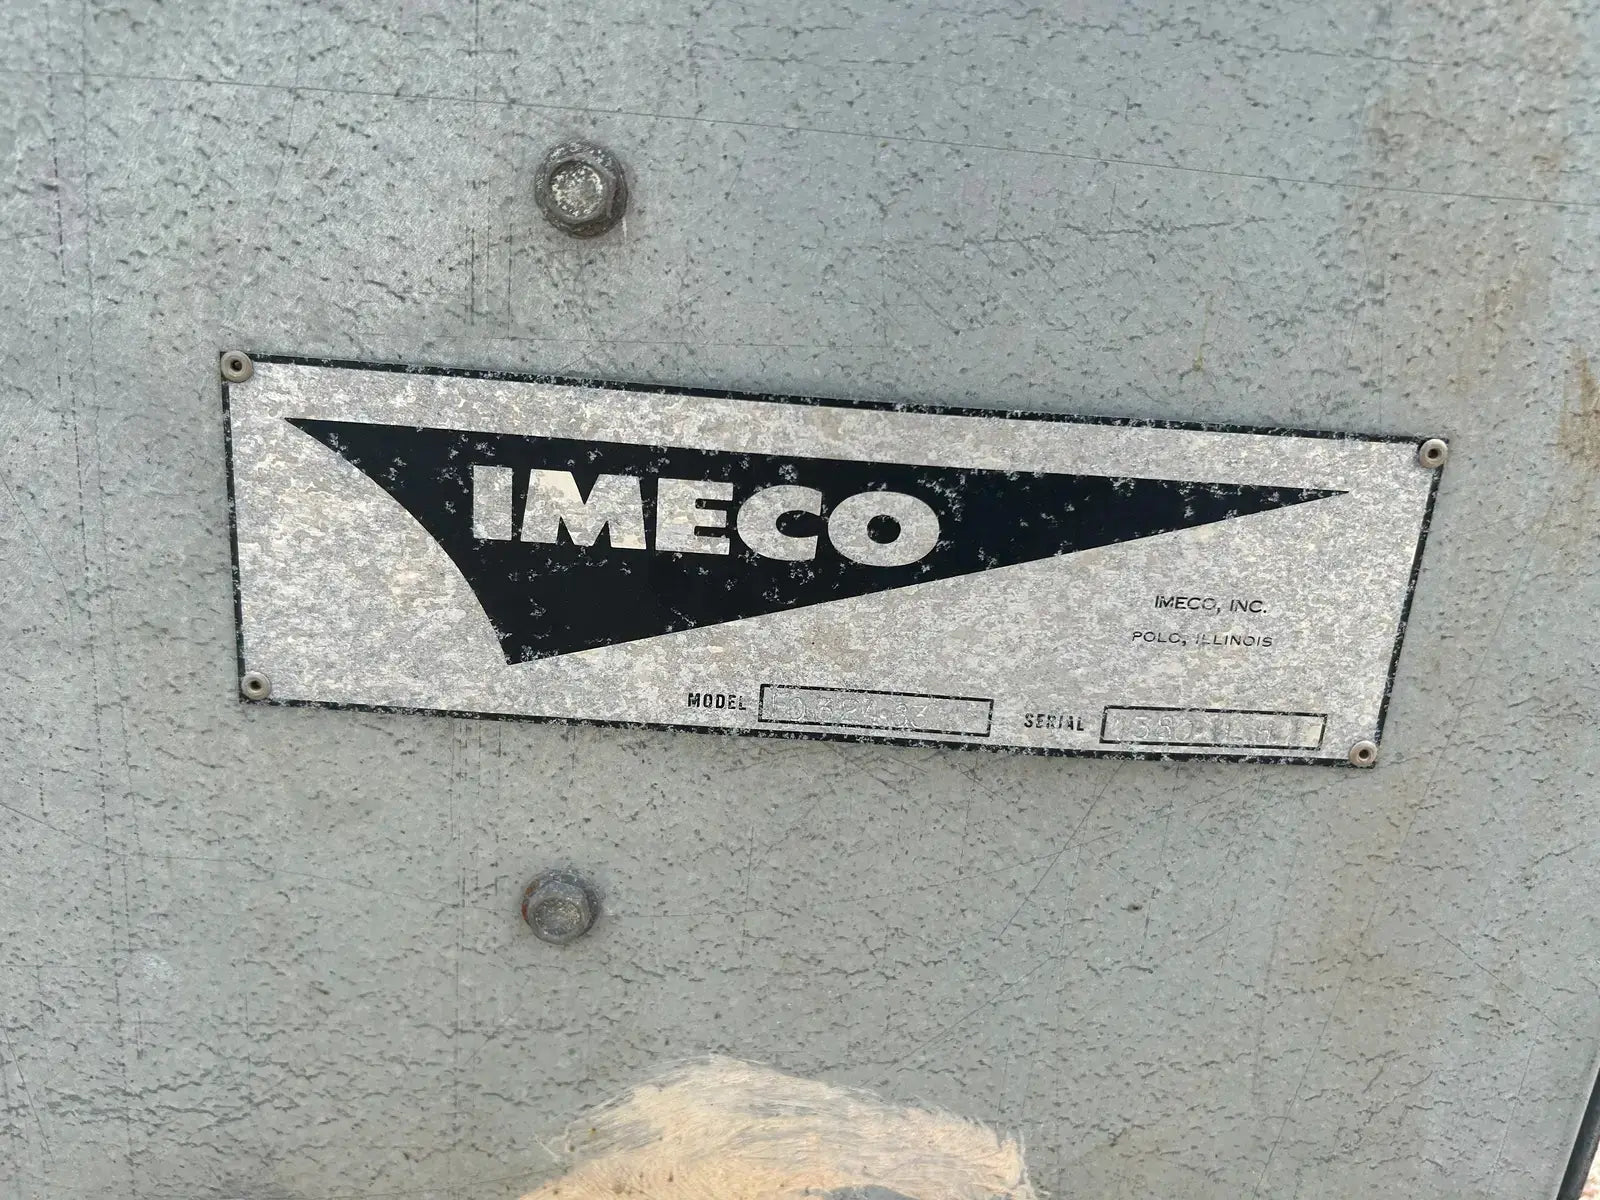 IMECO
IMECO, INC.
POLO, ILLINOIS
MODEL
SERIAL